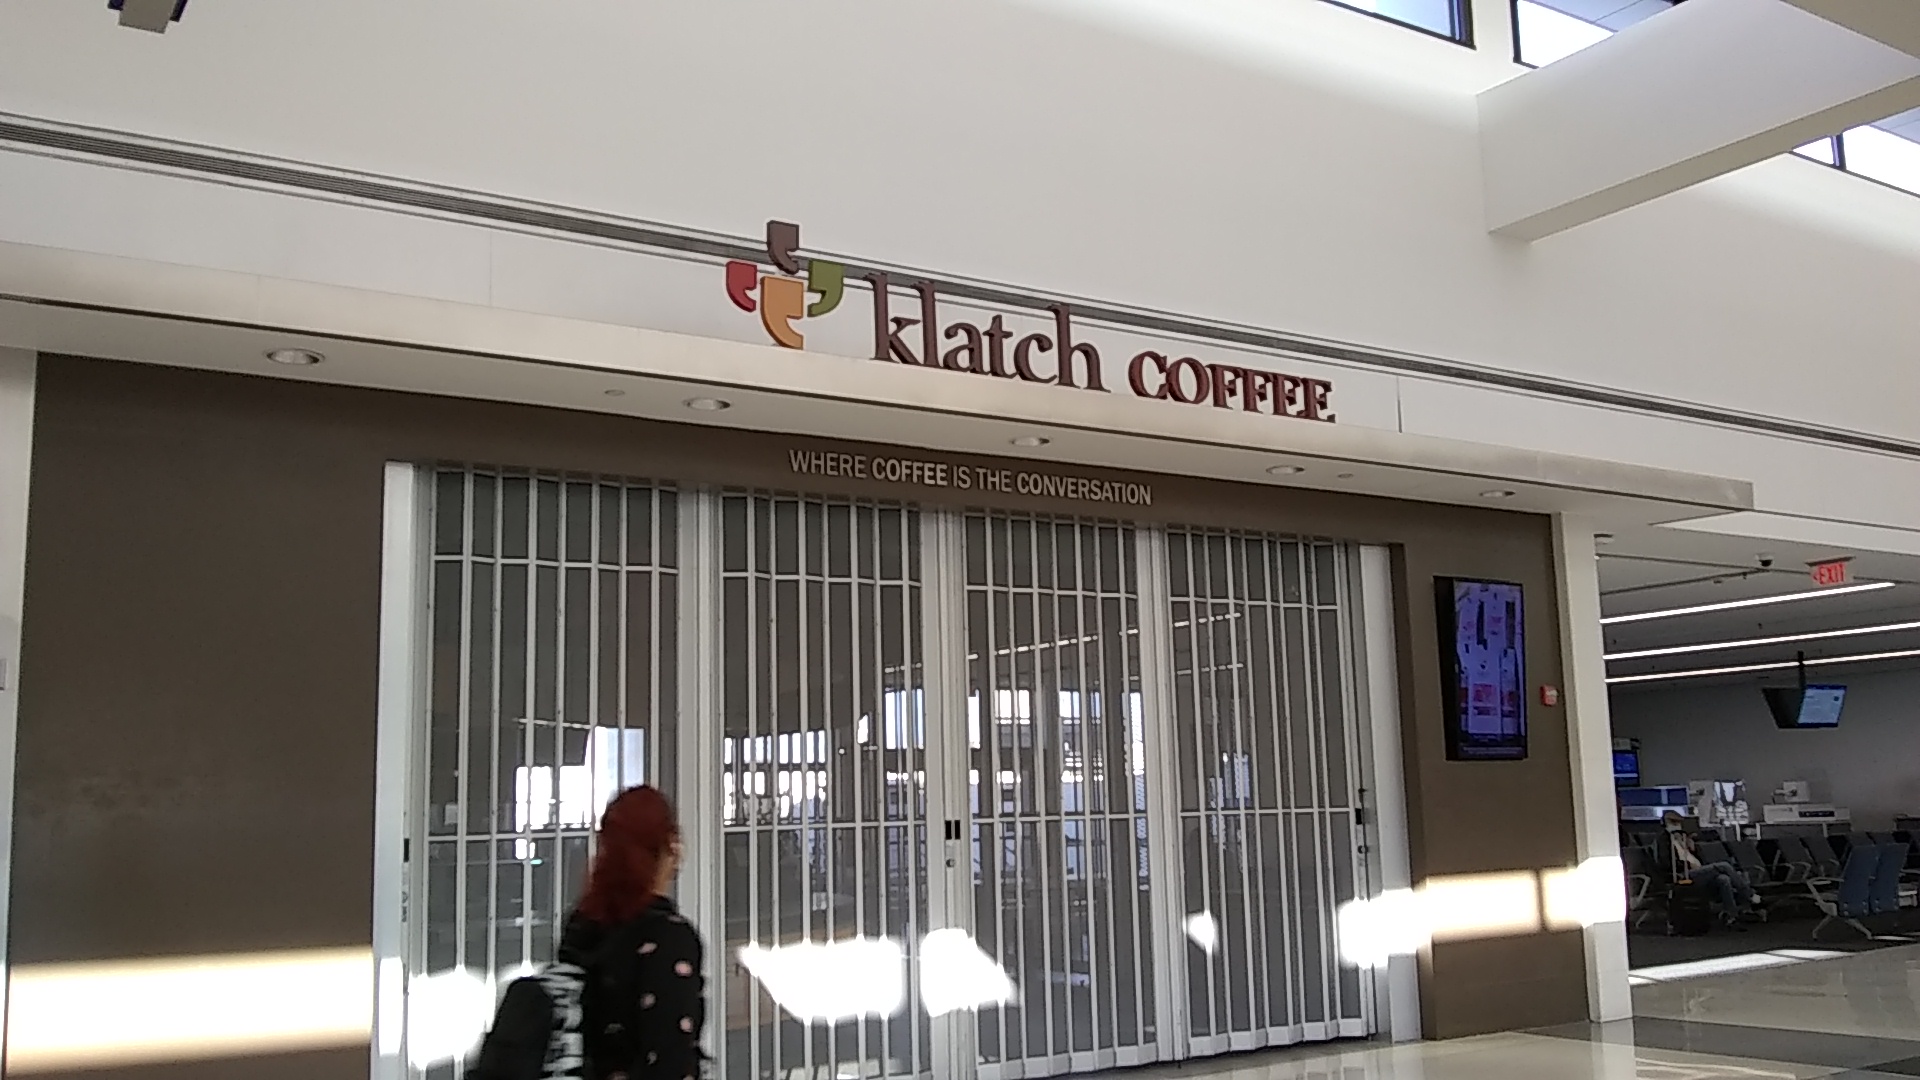 klatch COFFEE
WHERE COFFEE IS THE CONVERSATION
EXIT